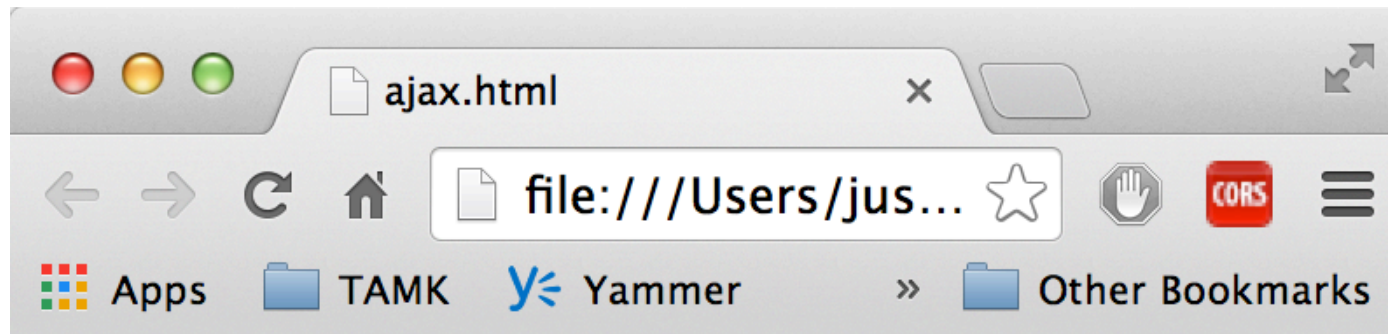 ajax.html
file:///Users/jus...
CORS
Apps TAMK Yammer » Other Bookmarks